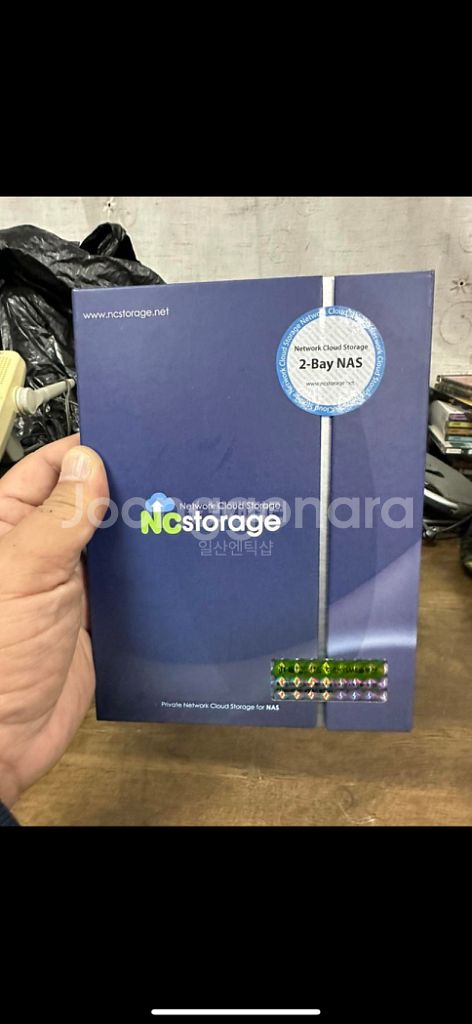 www.ncstorage.net
Network Cloud Storage
2-Bay NAS
www.ncstorage.net
Network Cloud Storage
NCstorage
Joonggonara
일산엔틱샵
Private Network Cloud Storage for NAS